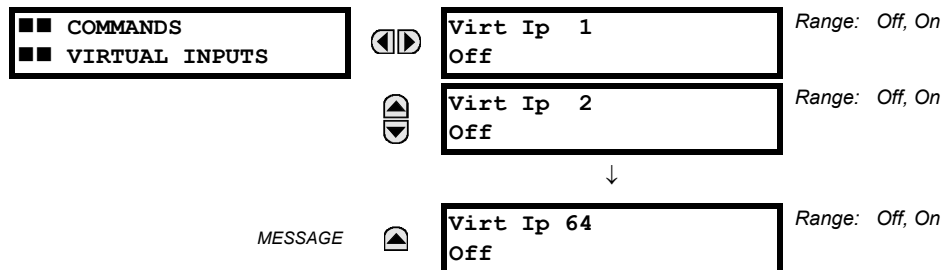 ■■ COMMANDS
■■ VIRTUAL INPUTS
Virt Ip 1
Off
Range: Off, On
Virt Ip 2
Off
Range: Off, On
↓
MESSAGE
Virt Ip 64
Off
Range: Off, On